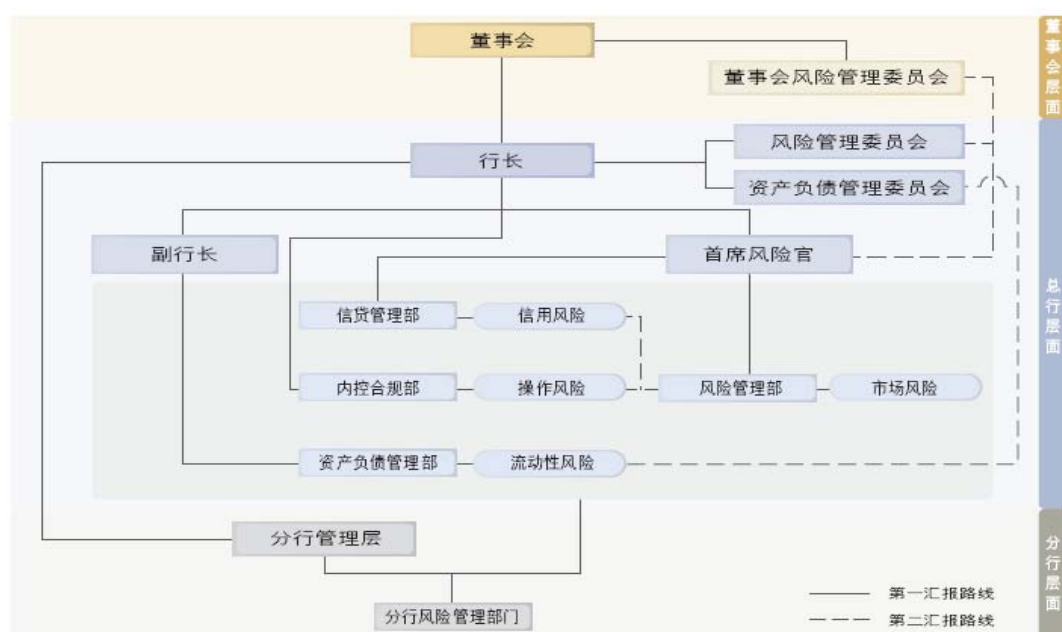 董事会
董事会风险管理委员会
董事会层面
行长
风险管理委员会
资产负债管理委员会
副行长
首席风险官
信贷管理部
信用风险
内控合规部
操作风险
风险管理部
市场风险
资产负债管理部
流动性风险
总行层面
分行管理层
分行风险管理部门
分行层面
第一汇报路线
第二汇报路线